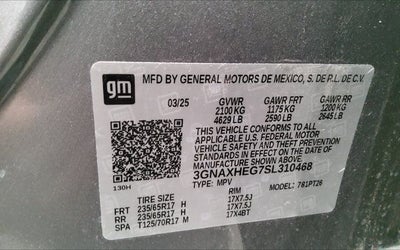 gm
MFD BY GENERAL MOTORS DE MEXICO, S. DE R.L. DE C.V.
03/25 GVWR GAWR FRT GAWR RR
2100 KG 1175 KG 1200 KG
4629 LB 2590 LB 2645 LB
THIS VEHICLE CONFORMS TO ALL
APPLICABLE U.S. FEDERAL MOTOR
VEHICLE SAFETY AND THEFT PREVENTION
STANDARDS IN EFFECT ON THE DATE OF
MANUFACTURE SHOWN ABOVE.
3GNAXHEG7SL310468
TYPE: MPV MODEL: 781PT26
130H
TIRE SIZE RIM
FRT 235/65R17 H 17X7.5J
RR 235/65R17 H 17X7.5J
SPA T125/70R17 M 17X4BT